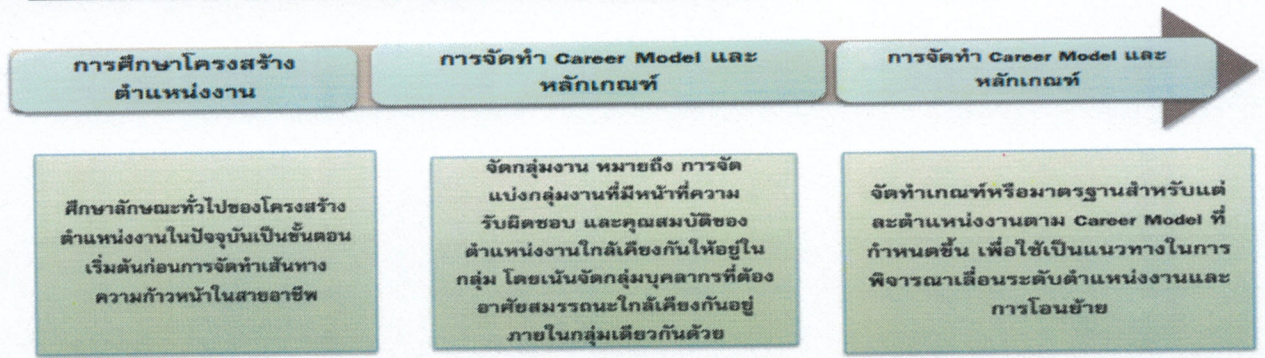 การศึกษาโครงสร้าง
ตำแหน่งงาน
การจัดทำ Career Model และ
หลักเกณฑ์
การจัดทำ Career Model และ
หลักเกณฑ์
ศึกษาลักษณะทั่วไปของโครงสร้าง
ตำแหน่งงานในปัจจุบันเป็นขั้นตอน
เริ่มต้นก่อนการจัดทำเส้นทาง
ความก้าวหน้าในสายอาชีพ
จัดกลุ่มงาน หมายถึง การจัด
แบ่งกลุ่มงานที่มีหน้าที่ความ
รับผิดชอบ และคุณสมบัติของ
ตำแหน่งงานใกล้เคียงกันให้อยู่ใน
กลุ่ม โดยเน้นจัดกลุ่มบุคลากรที่ต้อง
อาศัยสมรรถนะใกล้เคียงกันอยู่
ภายในกลุ่มเดียวกันด้วย
จัดทำเกณฑ์หรือมาตรฐานสำหรับแต่
ละตำแหน่งงานตาม Career Model ที่
กำหนดขึ้น เพื่อใช้เป็นแนวทางในการ
พิจารณาเลื่อนระดับตำแหน่งงานและ
การโอนย้าย